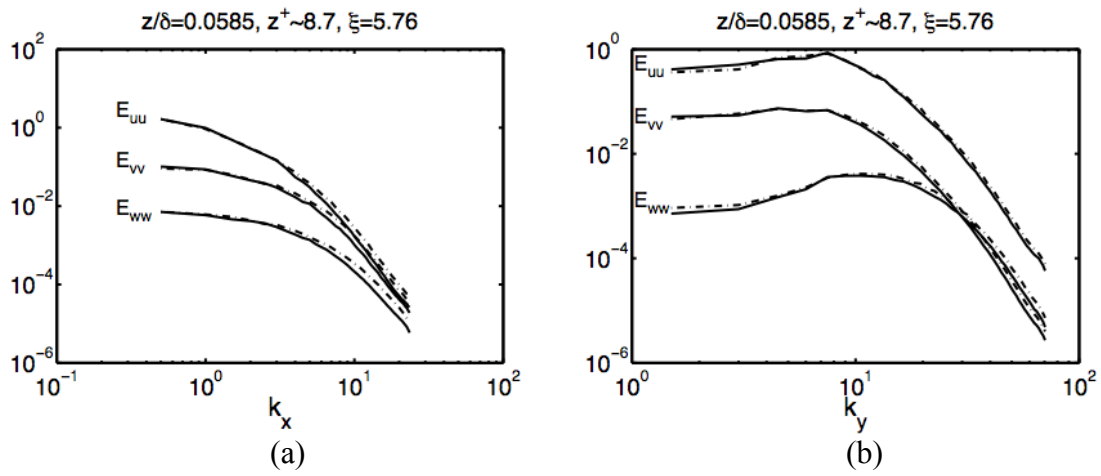 z/δ=0.0585, z⁺~8.7, ξ=5.76
10²
10⁰
10⁻²
10⁻⁴
10⁻⁶
E_uu
E_vv
E_ww
10⁻¹
10⁰
10¹
10²
k_x
(a)
z/δ=0.0585, z⁺~8.7, ξ=5.76
10⁰
10⁻²
10⁻⁴
10⁻⁶
E_uu
E_vv
E_ww
10⁰
10¹
10²
k_y
(b)